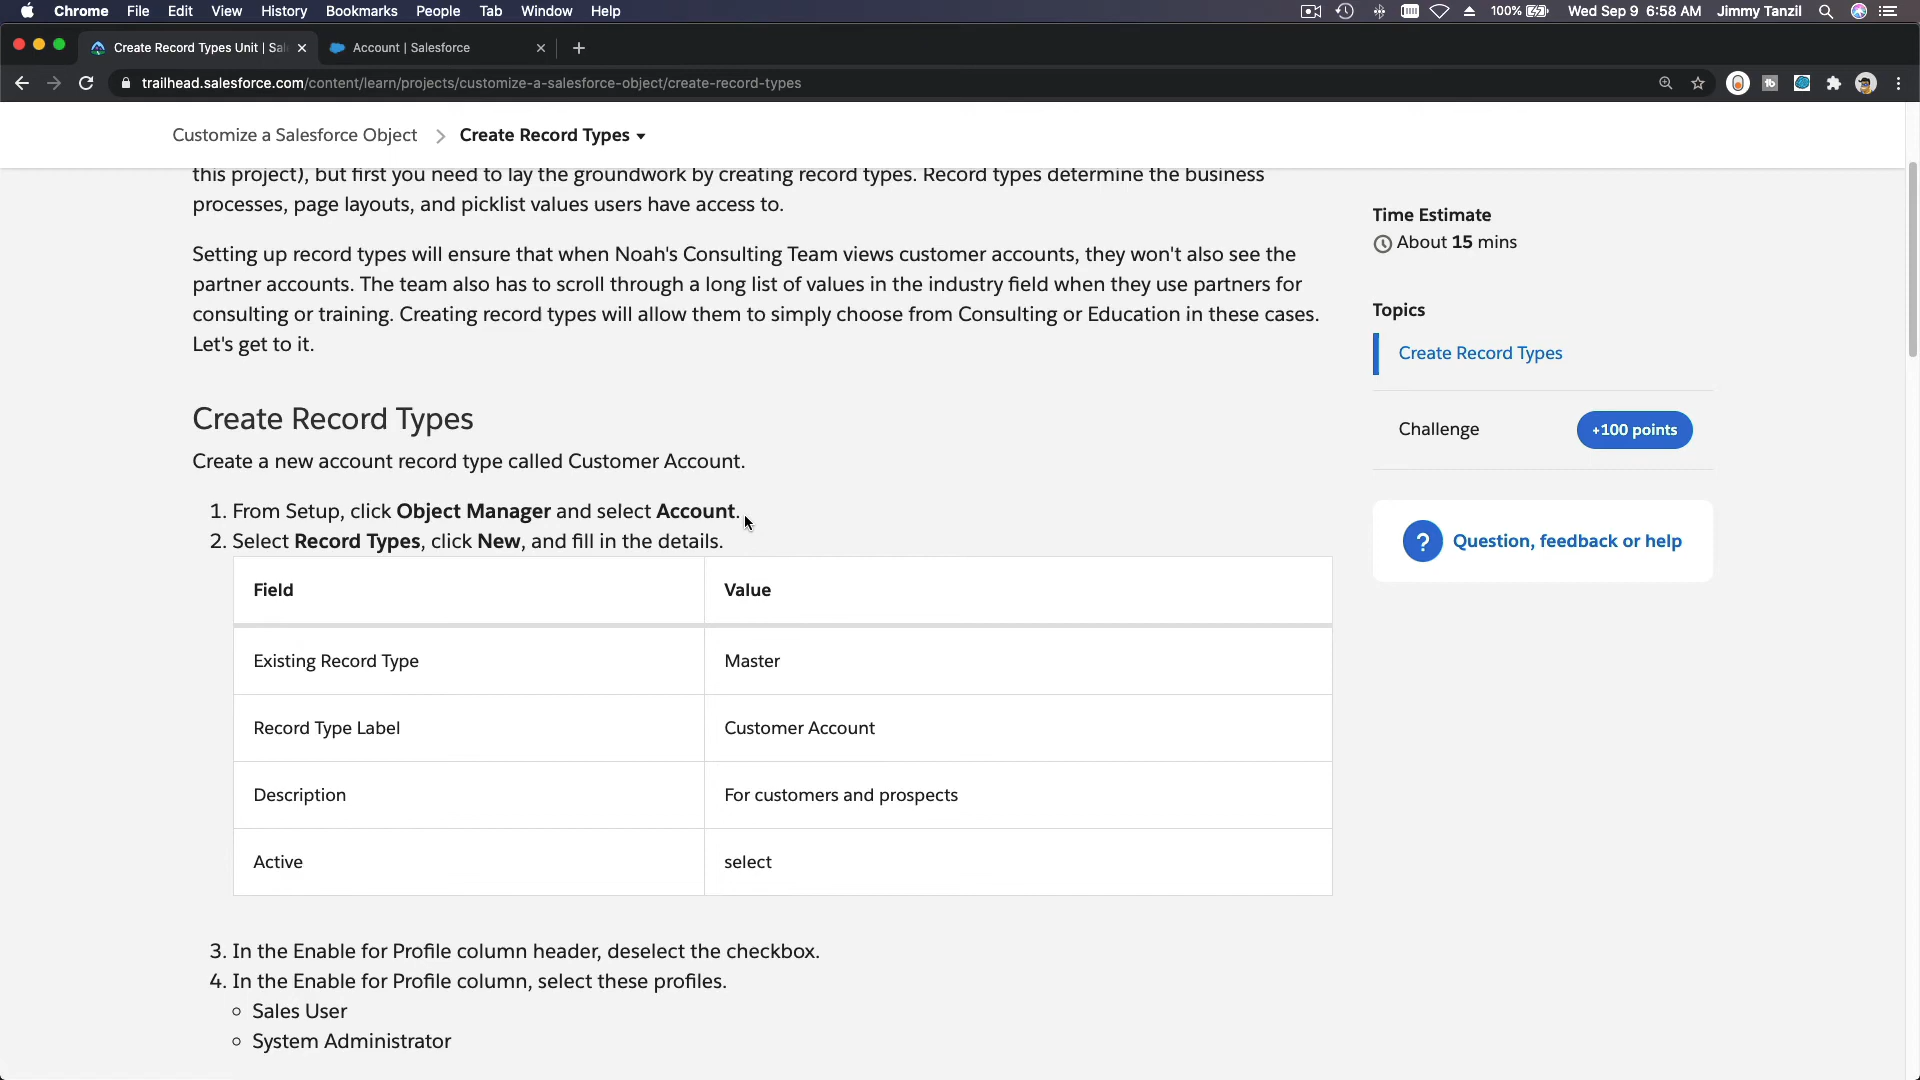 Chrome File Edit View History Bookmarks People Tab Window Help 100% Wed Sep 9 6:58 AM Jimmy Tanzil
Create Record Types Unit | Sal Account | Salesforce
trailhead.salesforce.com/content/learn/projects/customize-a-salesforce-object/create-record-types
Customize a Salesforce Object Create Record Types
this project), but first you need to lay the groundwork by creating record types. Record types determine the business
processes, page layouts, and picklist values users have access to.
Setting up record types will ensure that when Noah's Consulting Team views customer accounts, they won't also see the
partner accounts. The team also has to scroll through a long list of values in the industry field when they use partners for
consulting or training. Creating record types will allow them to simply choose from Consulting or Education in these cases.
Let's get to it.
Create Record Types
Create a new account record type called Customer Account.
1. From Setup, click Object Manager and select Account.
2. Select Record Types, click New, and fill in the details.
Field Value
Existing Record Type Master
Record Type Label Customer Account
Description For customers and prospects
Active select
3. In the Enable for Profile column header, deselect the checkbox.
4. In the Enable for Profile column, select these profiles.
Sales User
System Administrator
Time Estimate
About 15 mins
Topics
Create Record Types
Challenge +100 points
? Question, feedback or help